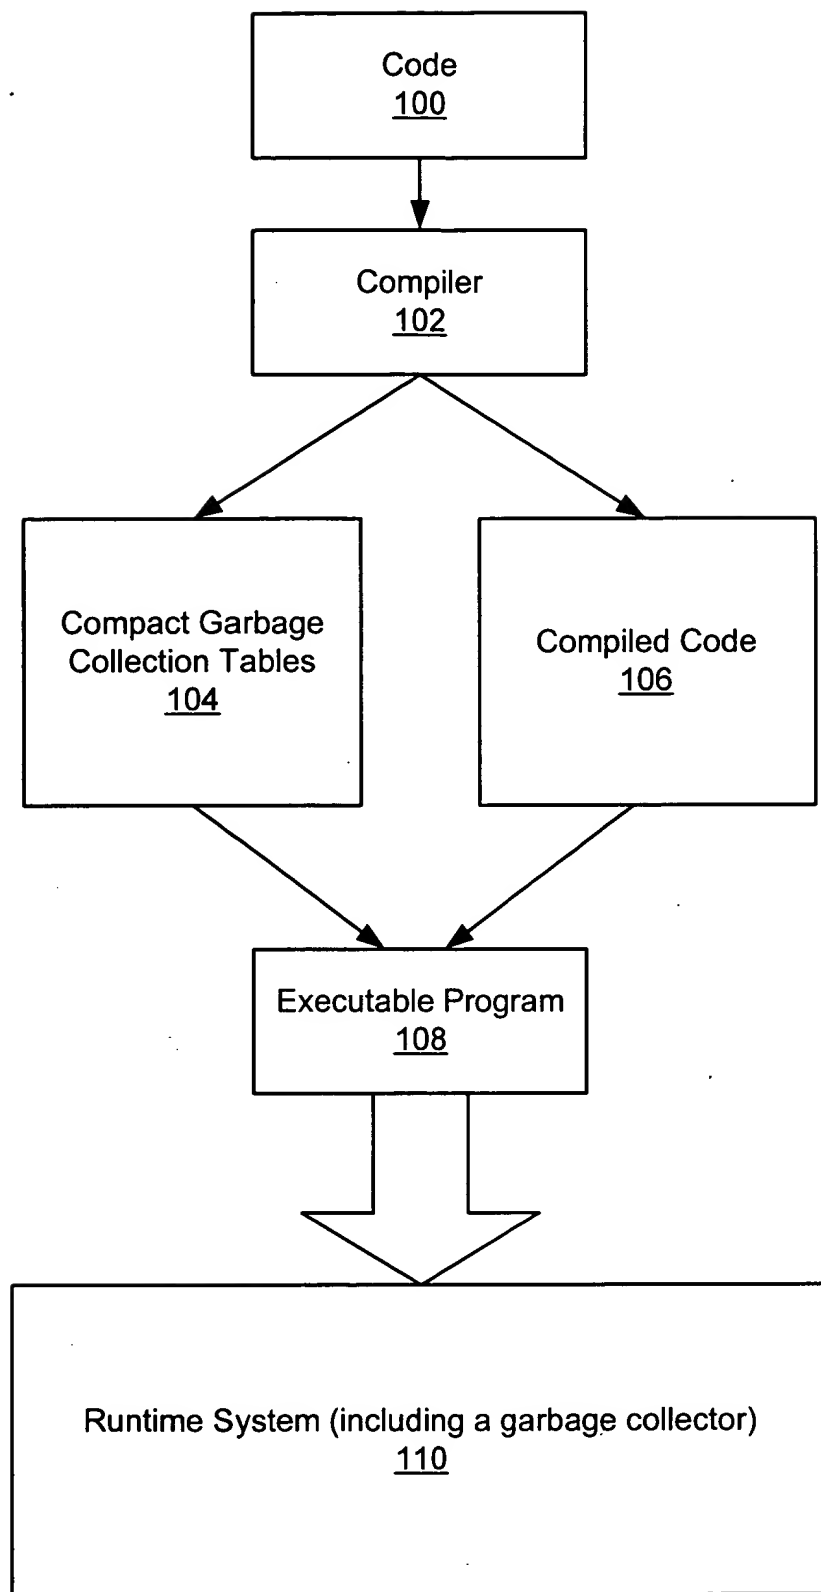 Code
100
Compiler
102
Compact Garbage
Collection Tables
104
Compiled Code
106
Executable Program
108
Runtime System (including a garbage collector)
110